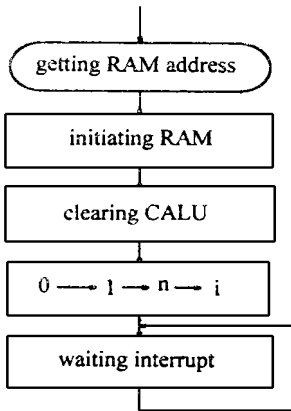 getting RAM address
initiating RAM
clearing CALU
0 → 1 → n → i
waiting interrupt